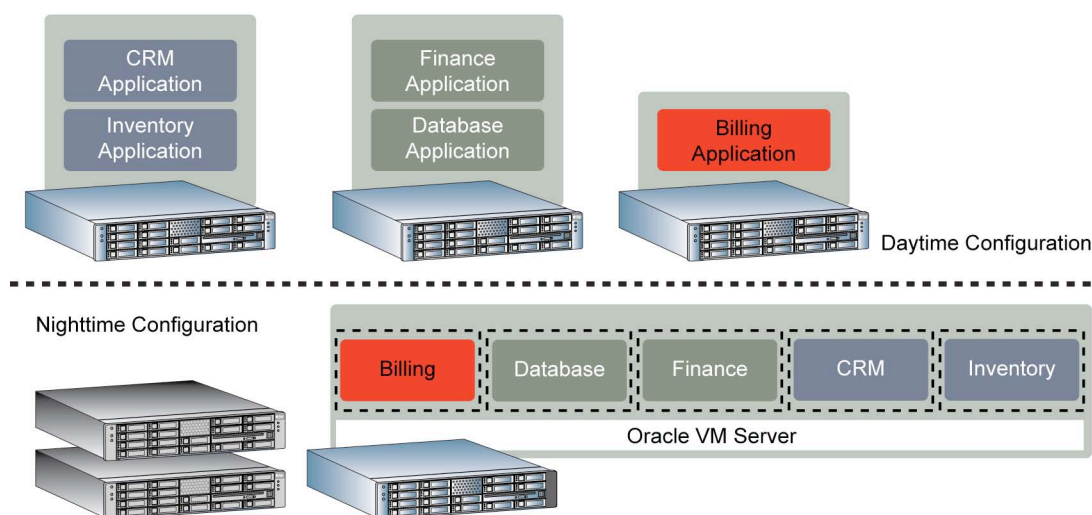 CRM
Application
Inventory
Application
Finance
Application
Database
Application
Billing
Application
Daytime Configuration
Nighttime Configuration
Billing
Database
Finance
CRM
Inventory
Oracle VM Server